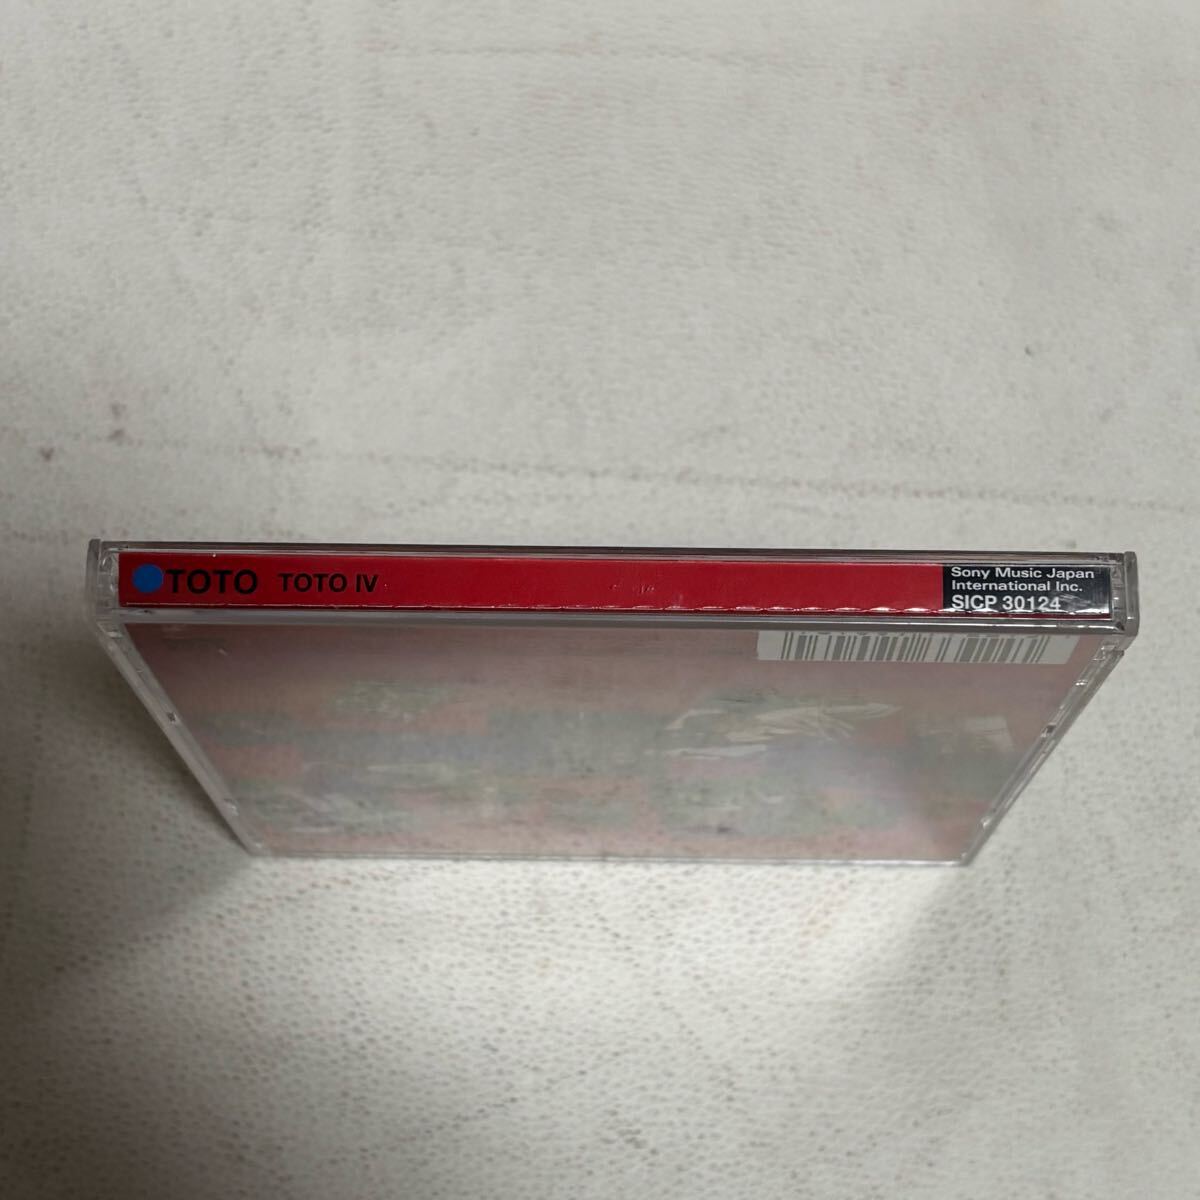 TOTO TOTO IV
Sony Music Japan
International Inc.
SICP 30124